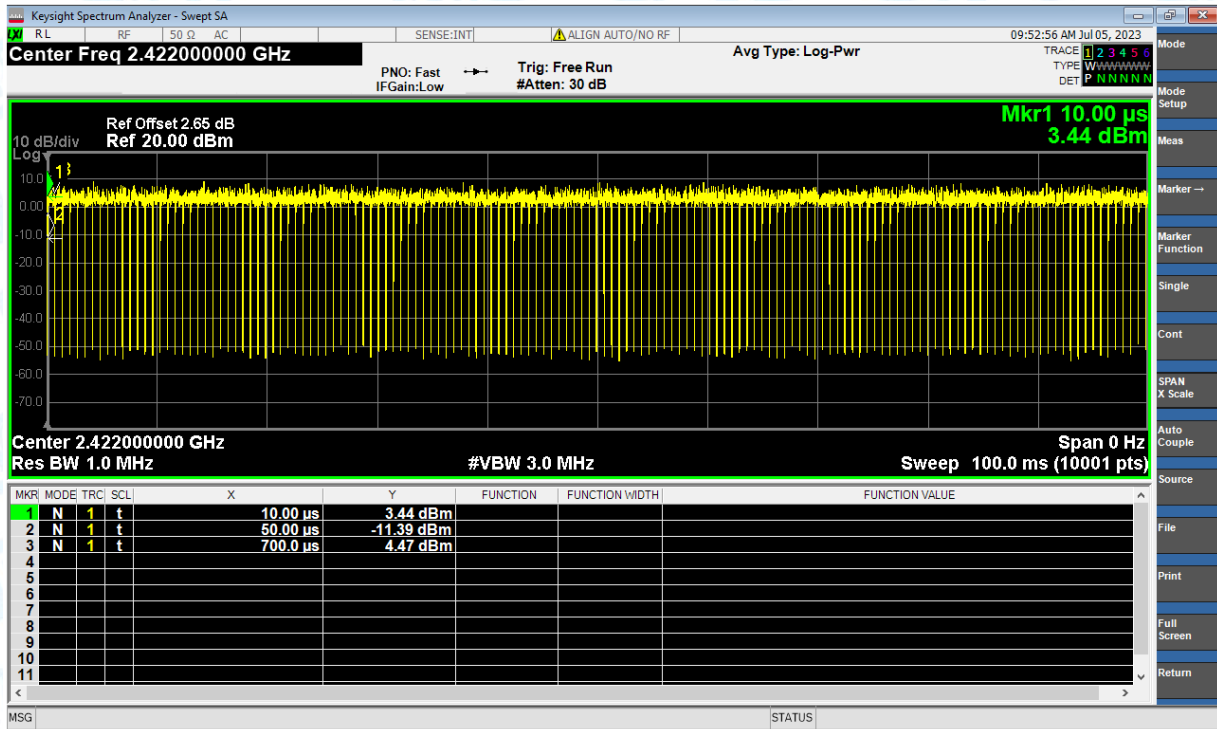 Keysight Spectrum Analyzer - Swept SA
LXI RL RF 50 Ω AC SENSE:INT ALIGN AUTO/NO RF 09:52:56 AM Jul 05, 2023
Center Freq 2.422000000 GHz
PNO: Fast
IFGain:Low
Trig: Free Run
#Atten: 30 dB
Avg Type: Log-Pwr
TRACE 1 2 3 4 5 6
TYPE W W W W W W
DET P N N N N N
Mkr1 10.00 µs
3.44 dBm
Ref Offset 2.65 dB
10 dB/div Ref 20.00 dBm
Log
1 3
2
10.0
0.00
-10.0
-20.0
-30.0
-40.0
-50.0
-60.0
-70.0
Center 2.422000000 GHz Span 0 Hz
Res BW 1.0 MHz #VBW 3.0 MHz Sweep 100.0 ms (10001 pts)
MKR MODE TRC SCL X Y FUNCTION FUNCTION WIDTH FUNCTION VALUE
1 N 1 t 10.00 µs 3.44 dBm
2 N 1 t 50.00 µs -11.39 dBm
3 N 1 t 700.0 µs 4.47 dBm
4
5
6
7
8
9
10
11
MSG STATUS
Mode
Mode
Setup
Meas
Marker →
Marker
Function
Single
Cont
SPAN
X Scale
Auto
Couple
Source
File
Print
Full
Screen
Return